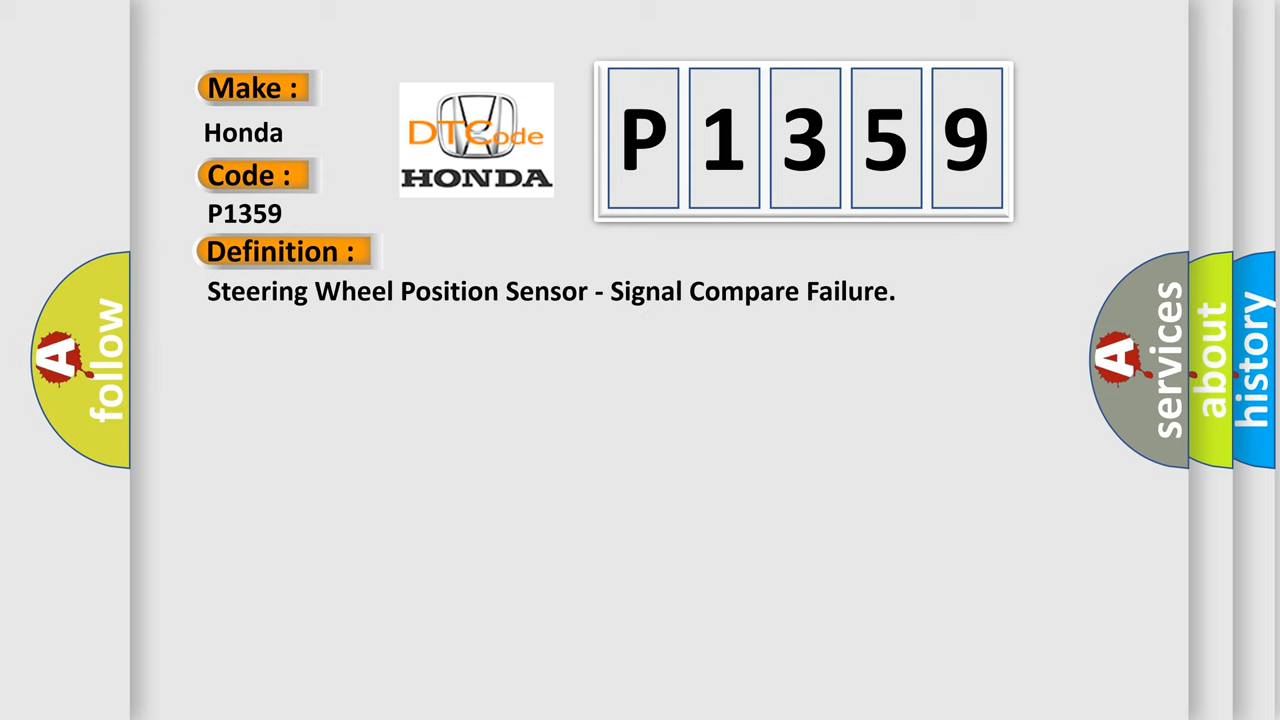 Make :
Honda
Code :
P1359
Definition :
Steering Wheel Position Sensor - Signal Compare Failure.
DTCode
HONDA
P 1 3 5 9
A
follow
A
services
about
history